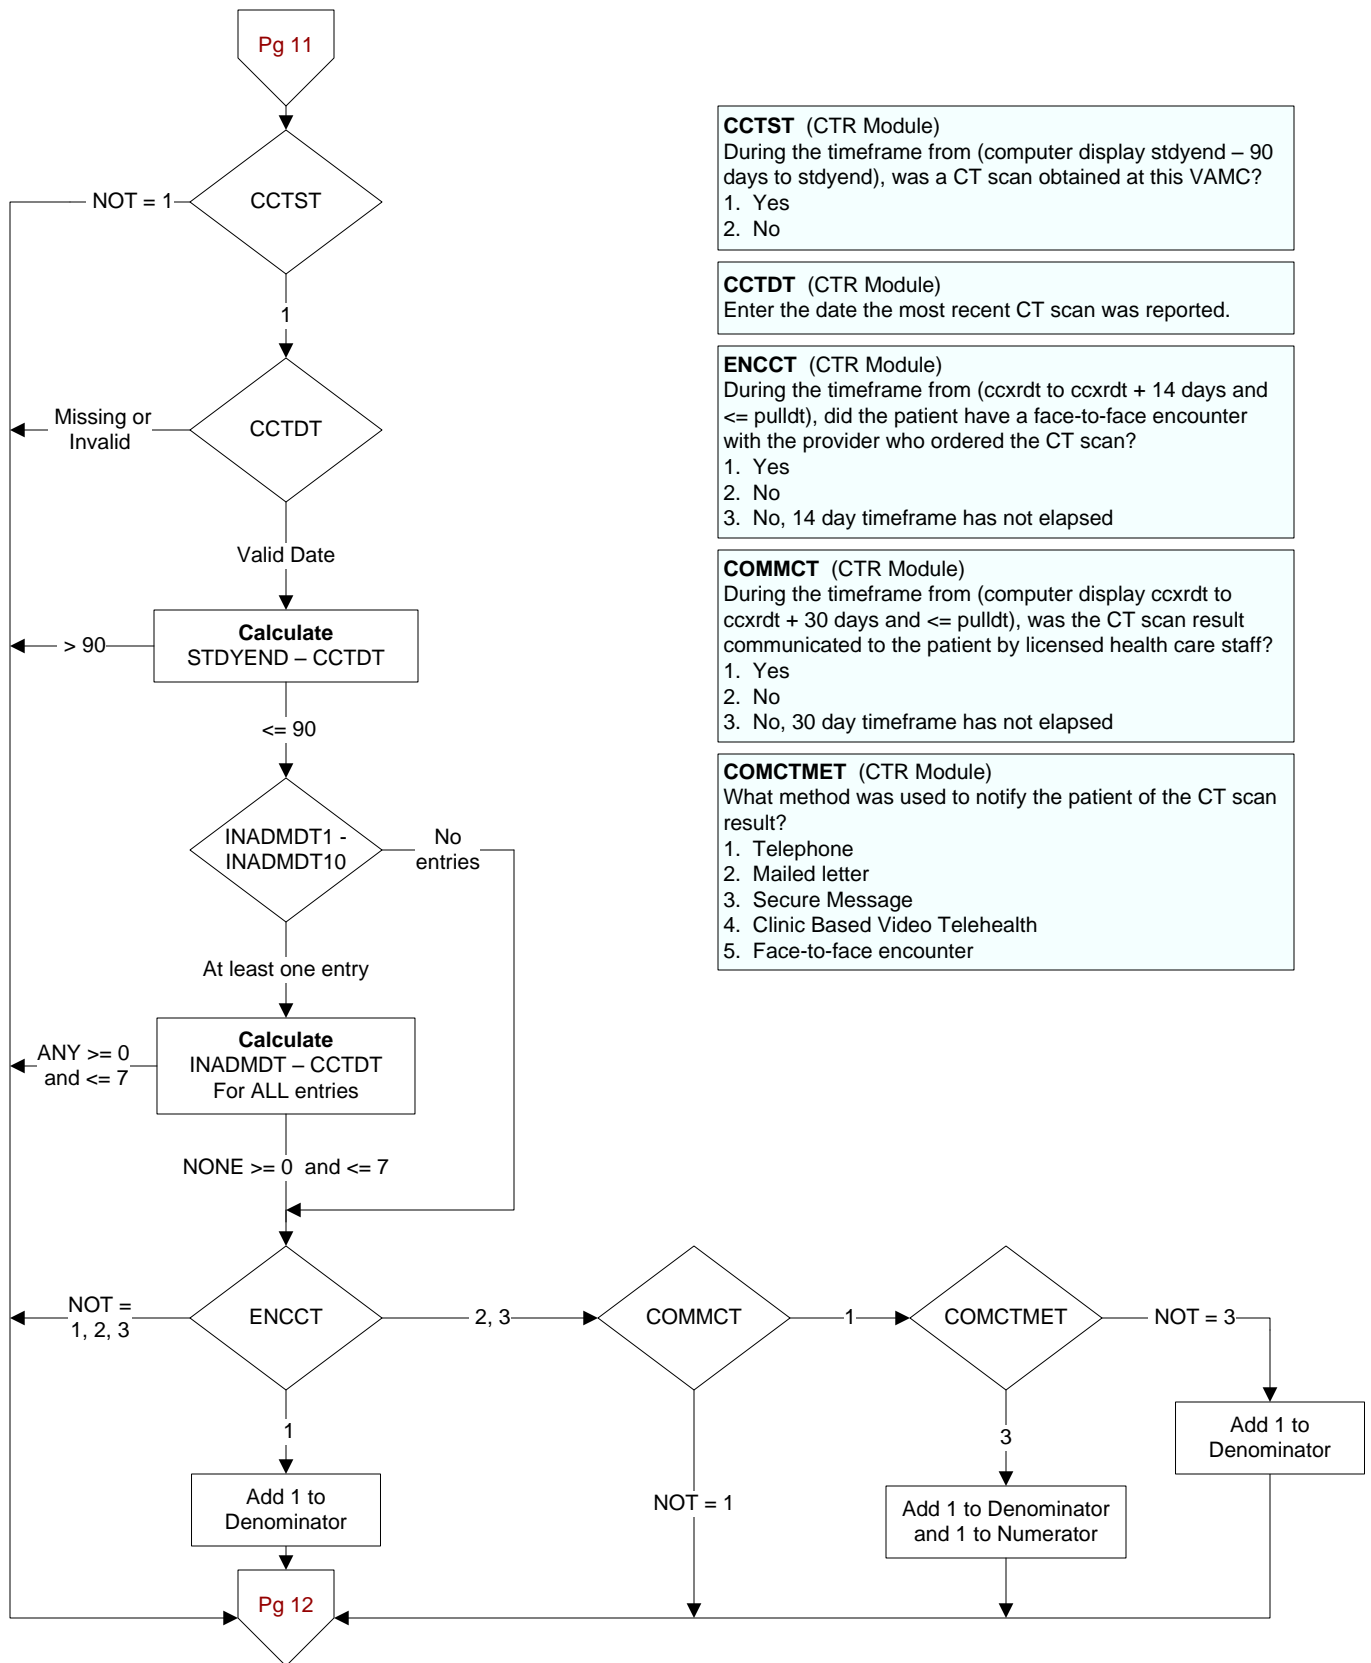 Pg 11
CCTST
NOT = 1
1
CCTDT
Missing or
Invalid
Valid Date
Calculate
STDYEND – CCTDT
> 90
<= 90
INADMDT1 -
INADMDT10
No
entries
At least one entry
Calculate
INADMDT – CCTDT
For ALL entries
ANY >= 0
and <= 7
NONE >= 0 and <= 7
ENCCT
NOT =
1, 2, 3
2, 3
COMMCT
1
COMCTMET
NOT = 3
1
Add 1 to
Denominator
NOT = 1
3
Add 1 to Denominator
and 1 to Numerator
Add 1 to
Denominator
Pg 12
CCTST (CTR Module)
During the timeframe from (computer display stdyend – 90
days to stdyend), was a CT scan obtained at this VAMC?
1. Yes
2. No
CCTDT (CTR Module)
Enter the date the most recent CT scan was reported.
ENCCT (CTR Module)
During the timeframe from (ccxrdt to ccxrdt + 14 days and
<= pulldt), did the patient have a face-to-face encounter
with the provider who ordered the CT scan?
1. Yes
2. No
3. No, 14 day timeframe has not elapsed
COMMCT (CTR Module)
During the timeframe from (computer display ccxrdt to
ccxrdt + 30 days and <= pulldt), was the CT scan result
communicated to the patient by licensed health care staff?
1. Yes
2. No
3. No, 30 day timeframe has not elapsed
COMCTMET (CTR Module)
What method was used to notify the patient of the CT scan
result?
1. Telephone
2. Mailed letter
3. Secure Message
4. Clinic Based Video Telehealth
5. Face-to-face encounter